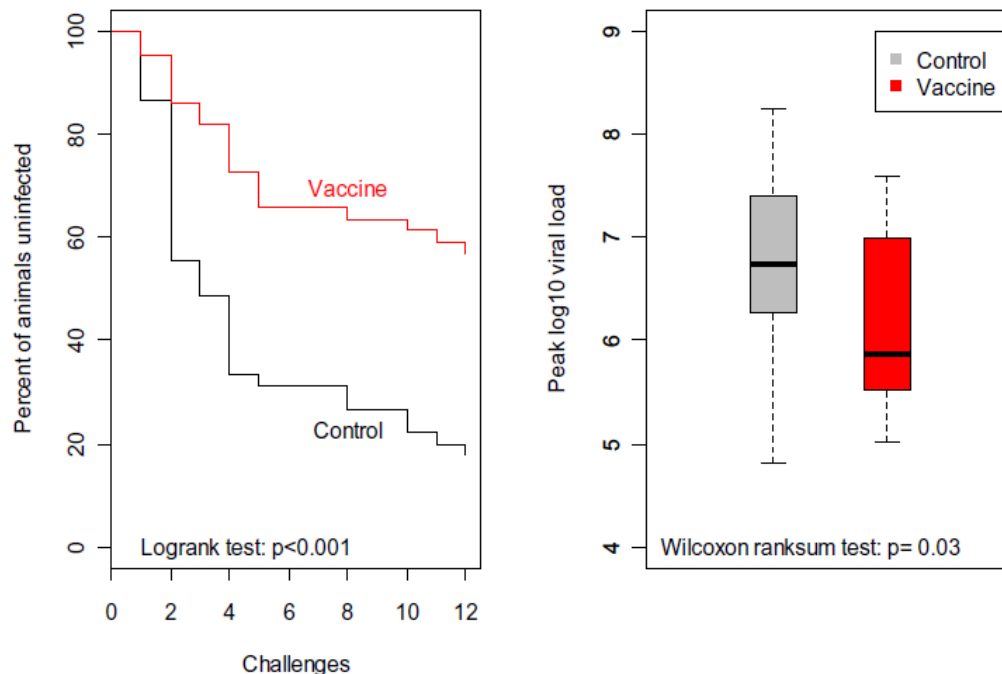 Percent of animals uninfected
100
80
60
40
20
0
Vaccine
Control
Logrank test: p<0.001
0 2 4 6 8 10 12
Challenges
Peak log10 viral load
9
8
7
6
5
4
Control
Vaccine
Wilcoxon ranksum test: p= 0.03